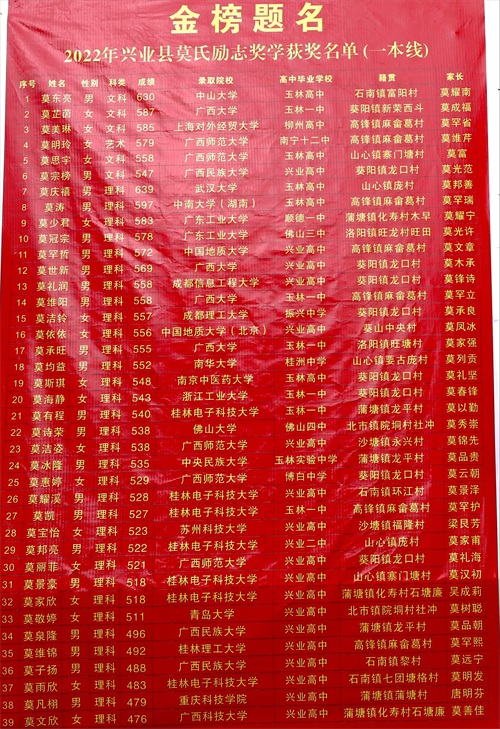 金榜题名
2022年兴业县莫氏励志奖学获奖名单(一本线)
序号 姓名 性别 科类 成绩 录取院校 高中毕业学校 籍贯 家长
1 莫东亮 男 文科 630 中山大学 玉林高中 石南镇富阳村 莫耀南
2 莫芷茵 女 文科 587 广西大学 玉林一中 葵阳镇新荣西斗 莫成福
3 莫美琳 女 文科 585 上海对外经贸大学 柳州高中 高锋镇麻畲葛村 莫罕省
4 莫明玲 女 艺术 579 广西师范大学 南宁十二中 高锋镇麻畲葛村 莫维芹
5 莫思宇 女 文科 558 广西师范大学 玉林高中 山心镇寨门塘村 莫富
6 莫宗榜 男 文科 547 广西民族大学 兴业高中 葵阳镇龙口村 莫光范
7 莫庆禧 男 理科 639 武汉大学 玉林高中 山心镇庞村 莫邦善
8 莫涛 男 理科 597 中南大学(湖南) 玉林高中 高锋镇麻畲葛村 莫罕瑞
9 莫少君 女 理科 583 广东工业大学 顺德一中 蒲塘镇化寿村木早 莫耀宁
10 莫冠宗 男 理科 578 广东工业大学 佛山三中 洛阳镇旺龙村旺田 莫光许
11 莫罕哲 男 理科 572 中国地质大学 兴业高中 高锋镇麻畲葛村 莫文章
12 莫世新 男 理科 569 广西大学 兴业高中 葵阳镇龙口村 莫木承
13 莫礼润 男 理科 558 成都信息工程大学 兴业高中 葵阳镇龙口村 莫锋诗
14 莫维阳 男 理科 558 广西大学 玉林一中 高锋镇麻畲葛村 莫罕立
15 莫洁铃 女 理科 557 成都理工大学 振兴中学 葵阳镇龙口村 莫承良
16 莫依依 女 理科 556 中国地质大学(北京) 兴业高中 葵山中央村 莫凤冰
17 莫承旺 男 理科 555 广西大学 玉林一中 洛阳镇旺塘村 莫家强
18 莫均益 男 理科 552 南华大学 桂洲中学 山心镇要古庞村 莫列贡
19 莫斯琪 女 理科 548 南京中医药大学 玉林高中 葵阳镇龙口村 莫礼坚
20 莫海静 女 理科 543 浙江工业大学 玉林一中 葵阳镇龙口村 莫春锋
21 莫有程 男 理科 540 桂林电子科技大学 玉林一中 蒲塘镇龙平村 莫以勤
22 莫诗荣 男 理科 538 佛山大学 佛山四中 北市镇院垌村社冲 莫秀崇
23 莫洁姿 女 理科 538 广西师范大学 兴业高中 沙塘镇永兴村 莫锦先
24 莫冰隆 男 理科 535 中央民族大学 玉林实验中学 蒲塘镇龙平村 莫品贵
25 莫惠婷 女 理科 529 广西师范大学 博白中学 葵阳镇龙口村 莫云朝
26 莫耀溪 男 理科 528 桂林电子科技大学 兴业高中 石南镇环江村 莫景泽
27 莫凯 男 理科 527 桂林电子科技大学 玉林一中 高锋镇麻畲葛村 莫罕护
28 莫宝怡 女 理科 523 苏州科技大学 兴业高中 沙塘镇福隆村 梁艮芳
29 莫邦亮 男 理科 522 桂林电子科技大学 兴业二中 山心镇庞村 莫家甫
30 莫丽菲 女 理科 521 广西师范大学 兴业高中 葵阳镇龙口村 莫礼海
31 莫景豪 男 理科 518 桂林电子科技大学 兴业高中 山心镇寨门塘村 莫汉初
32 莫家欣 女 理科 518 桂林电子科技大学 兴业高中 蒲塘镇化寿村石塘廉 吴成莉
33 莫敬婷 女 理科 511 青岛大学 兴业高中 北市镇院垌村社冲 莫树聪
34 莫泉隆 男 理科 496 广西民族大学 兴业高中 蒲塘镇龙平村 莫品朝
35 莫维锦 男 理科 492 桂林理工大学 兴业高中 高锋镇麻畲葛村 莫罕环
36 莫子扬 男 理科 488 广西民族大学 兴业高中 石南镇黎村 莫远宁
37 莫雨欣 女 理科 483 桂林电子科技大学 兴业高中 石南镇七团塘格村 莫明发
38 莫凡栩 男 理科 479 重庆科技学院 兴业高中 蒲塘镇蒲塘村 唐明芬
39 莫文欣 女 理科 476 广西科技大学 兴业高中 蒲塘镇化寿村石塘廉 莫善佳